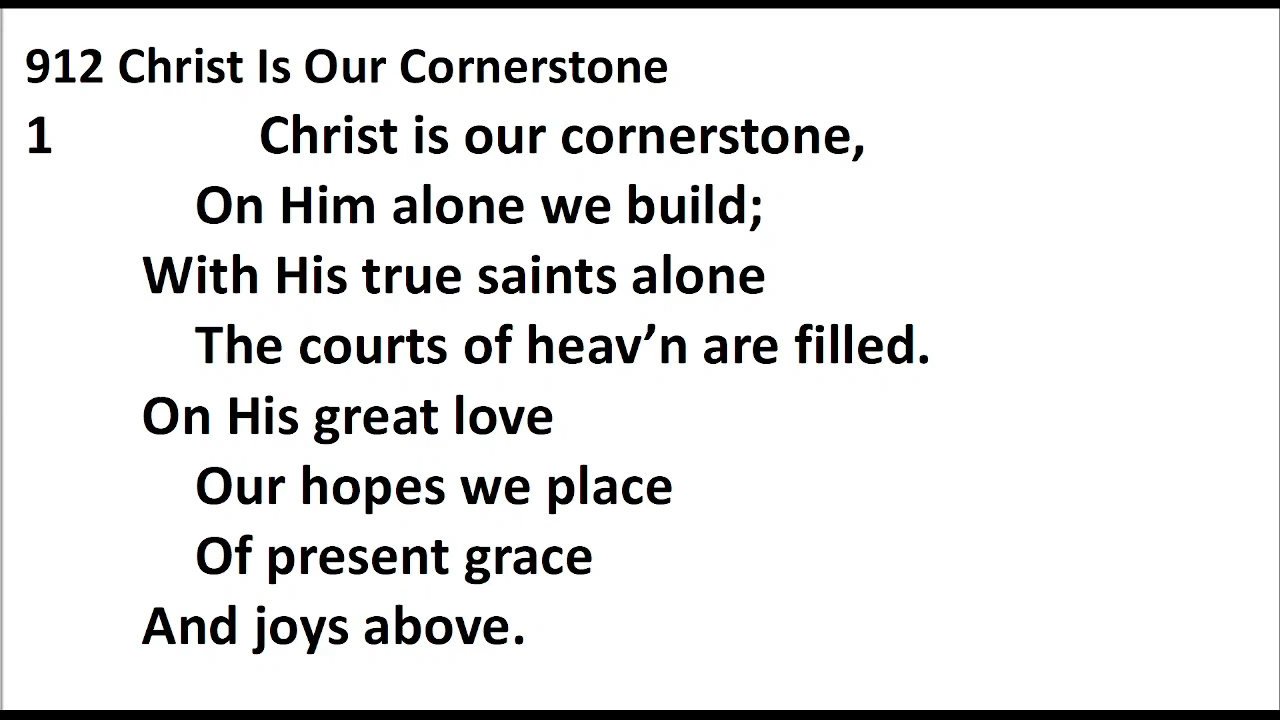 912 Christ Is Our Cornerstone
1 Christ is our cornerstone,
On Him alone we build;
With His true saints alone
The courts of heav’n are filled.
On His great love
Our hopes we place
Of present grace
And joys above.